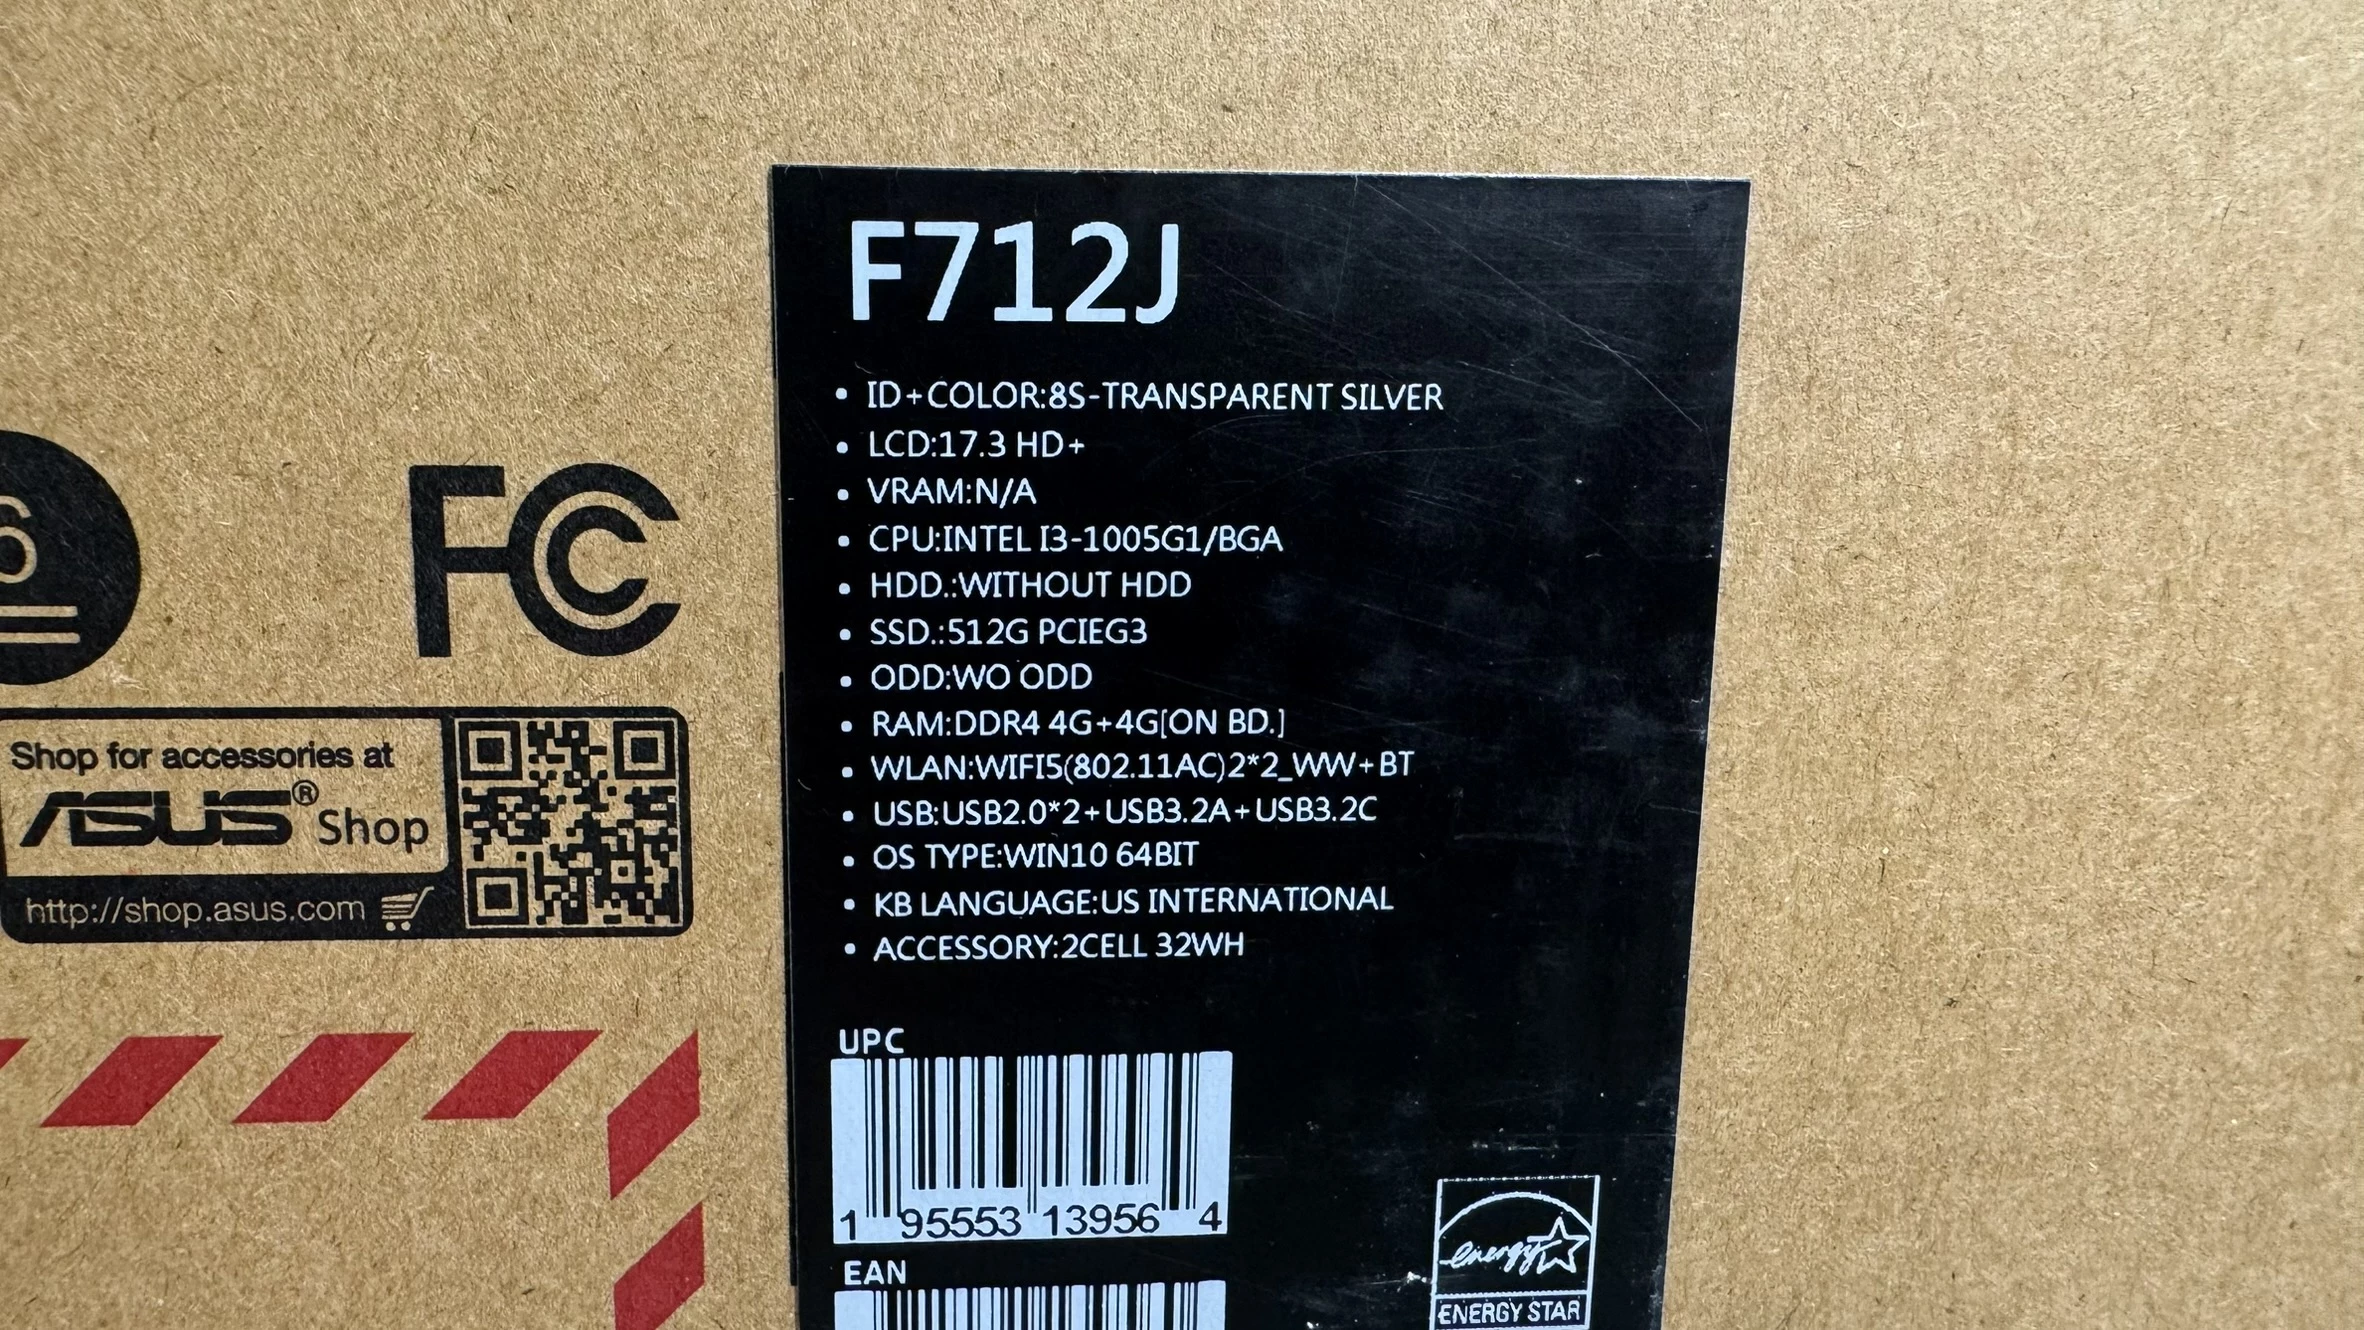 F712J
• ID+COLOR:8S-TRANSPARENT SILVER
• LCD:17.3 HD+
• VRAM:N/A
• CPU:INTEL I3-1005G1/BGA
• HDD.:WITHOUT HDD
• SSD.:512G PCIEG3
• ODD:WO ODD
• RAM:DDR4 4G+4G[ON BD.]
• WLAN:WIFI5(802.11AC)2*2_WW+BT
• USB:USB2.0*2+USB3.2A+USB3.2C
• OS TYPE:WIN10 64BIT
• KB LANGUAGE:US INTERNATIONAL
• ACCESSORY:2CELL 32WH
UPC
1 95553 13956 4
EAN
energy
ENERGY STAR
6
FC
Shop for accessories at
ASUS® Shop
http://shop.asus.com